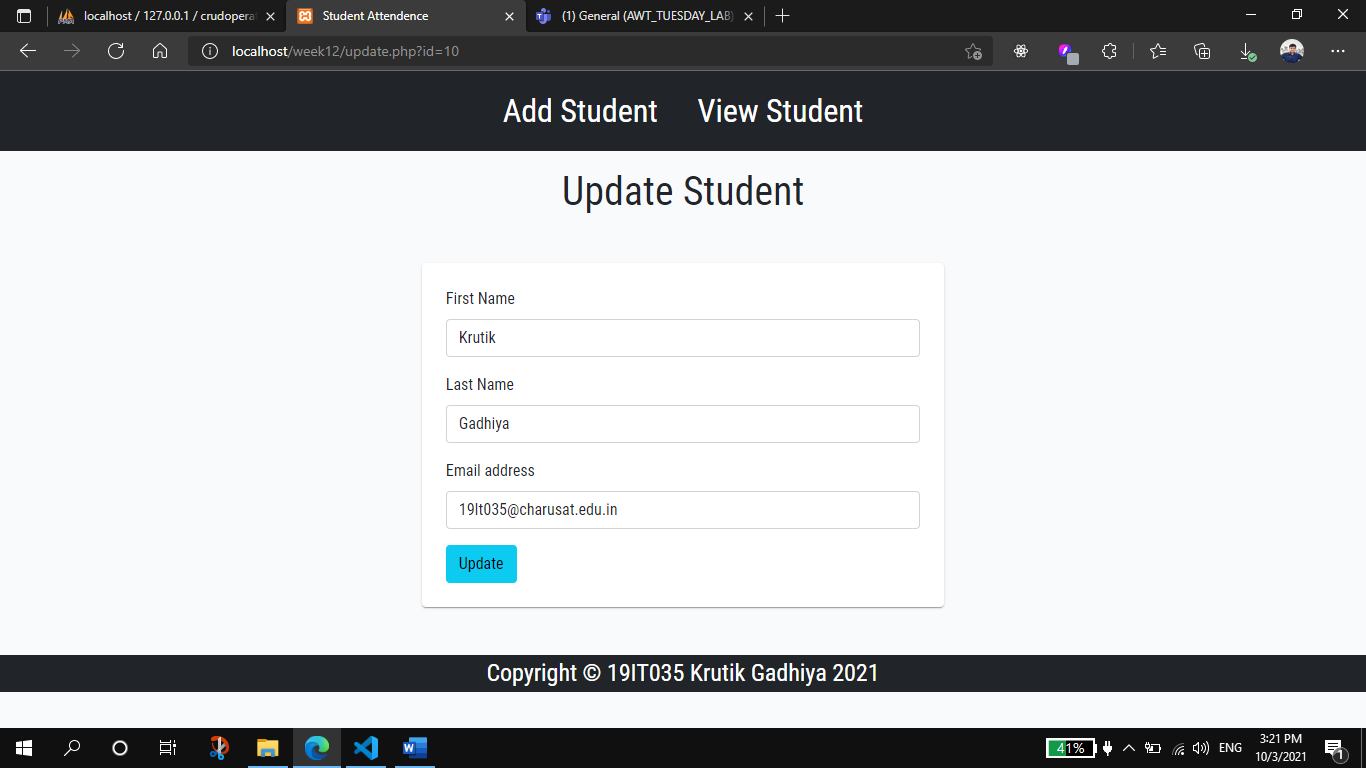 localhost / 127.0.0.1 / crudopera
Student Attendence
(1) General (AWT_TUESDAY_LAB)
localhost/week12/update.php?id=10
Add Student View Student
Update Student
First Name
Krutik
Last Name
Gadhiya
Email address
19It035@charusat.edu.in
Update
Copyright © 19IT035 Krutik Gadhiya 2021
41%
ENG
3:21 PM
10/3/2021
1